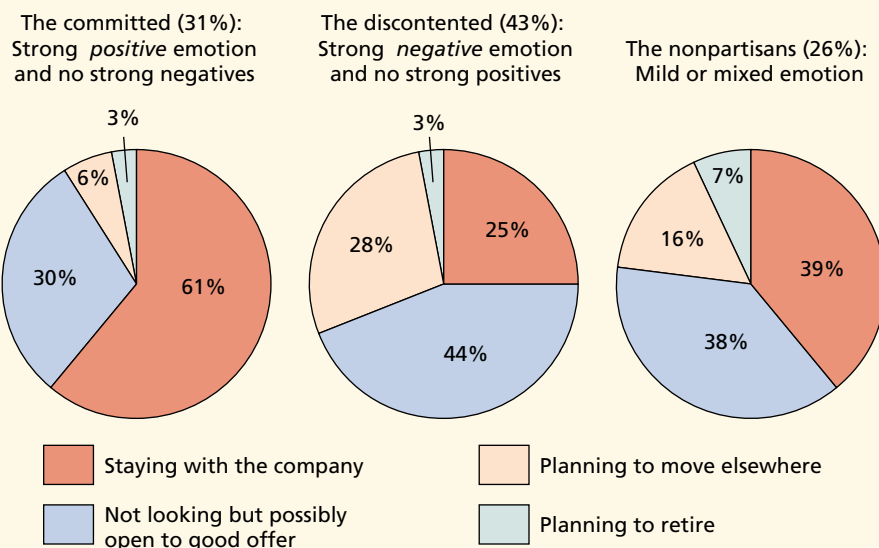 The committed (31%):
Strong positive emotion
and no strong negatives
The discontented (43%):
Strong negative emotion
and no strong positives
The nonpartisans (26%):
Mild or mixed emotion
3%
6%
30%
61%
3%
28%
25%
44%
7%
16%
39%
38%
Staying with the company
Not looking but possibly
open to good offer
Planning to move elsewhere
Planning to retire